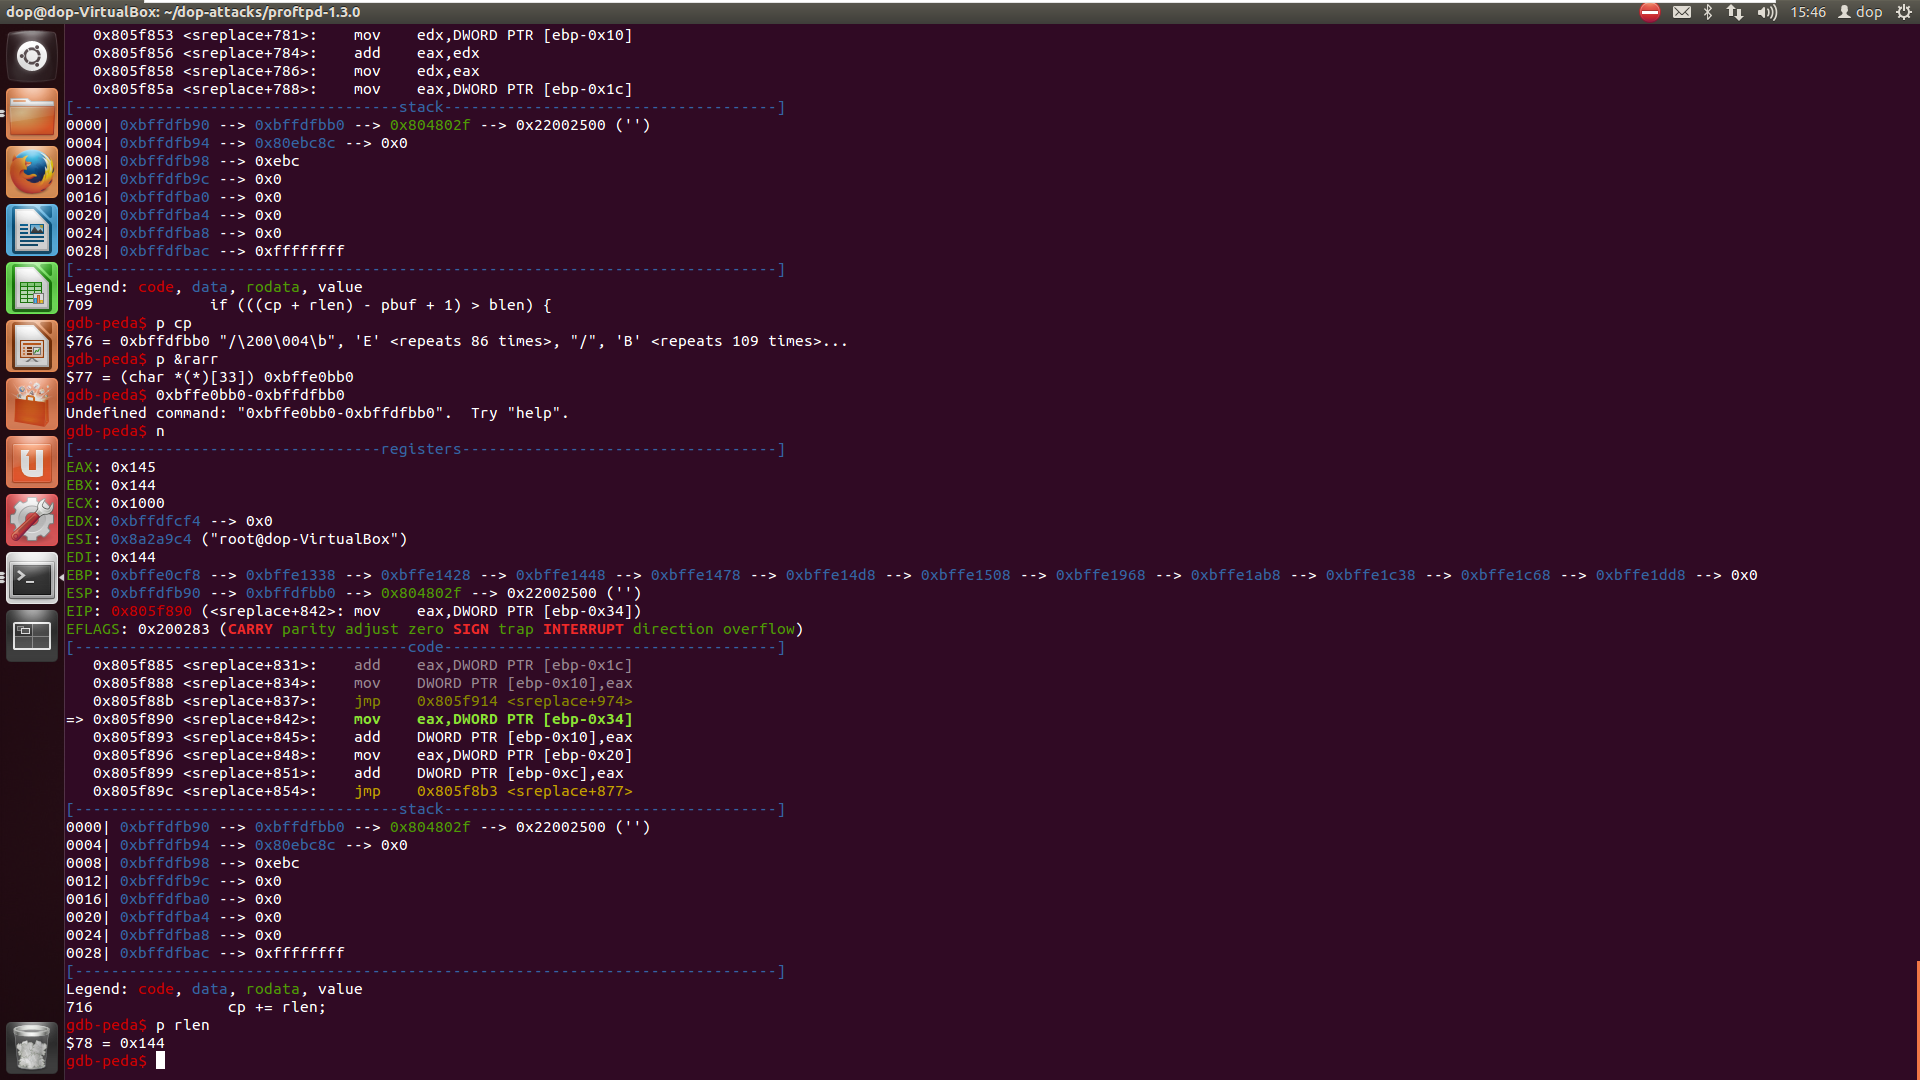 dop@dop-VirtualBox: ~/dop-attacks/proftpd-1.3.0 15:46 dop
   0x805f853 <sreplace+781>:    mov    edx,DWORD PTR [ebp-0x10]
   0x805f856 <sreplace+784>:    add    eax,edx
   0x805f858 <sreplace+786>:    mov    edx,eax
   0x805f85a <sreplace+788>:    mov    eax,DWORD PTR [ebp-0x1c]
[------------------------------------stack-------------------------------------]
0000| 0xbffdfb90 --> 0xbffdfbb0 --> 0x804802f --> 0x22002500 ('')
0004| 0xbffdfb94 --> 0x80ebc8c --> 0x0
0008| 0xbffdfb98 --> 0xebc
0012| 0xbffdfb9c --> 0x0
0016| 0xbffdfba0 --> 0x0
0020| 0xbffdfba4 --> 0x0
0024| 0xbffdfba8 --> 0x0
0028| 0xbffdfbac --> 0xffffffff
[------------------------------------------------------------------------------]
Legend: code, data, rodata, value
709             if (((cp + rlen) - pbuf + 1) > blen) {
gdb-peda$ p cp
$76 = 0xbffdfbb0 "/\200\004\b", 'E' <repeats 86 times>, "/", 'B' <repeats 109 times>...
gdb-peda$ p &rarr
$77 = (char *(*)[33]) 0xbffe0bb0
gdb-peda$ 0xbffe0bb0-0xbffdfbb0
Undefined command: "0xbffe0bb0-0xbffdfbb0".  Try "help".
gdb-peda$ n
[----------------------------------registers-----------------------------------]
EAX: 0x145
EBX: 0x144
ECX: 0x1000
EDX: 0xbffdfcf4 --> 0x0
ESI: 0x8a2a9c4 ("root@dop-VirtualBox")
EDI: 0x144
EBP: 0xbffe0cf8 --> 0xbffe1338 --> 0xbffe1428 --> 0xbffe1448 --> 0xbffe1478 --> 0xbffe14d8 --> 0xbffe1508 --> 0xbffe1968 --> 0xbffe1ab8 --> 0xbffe1c38 --> 0xbffe1c68 --> 0xbffe1dd8 --> 0x0
ESP: 0xbffdfb90 --> 0xbffdfbb0 --> 0x804802f --> 0x22002500 ('')
EIP: 0x805f890 (<sreplace+842>: mov    eax,DWORD PTR [ebp-0x34])
EFLAGS: 0x200283 (CARRY parity adjust zero SIGN trap INTERRUPT direction overflow)
[-------------------------------------code-------------------------------------]
   0x805f885 <sreplace+831>:    add    eax,DWORD PTR [ebp-0x1c]
   0x805f888 <sreplace+834>:    mov    DWORD PTR [ebp-0x10],eax
   0x805f88b <sreplace+837>:    jmp    0x805f914 <sreplace+974>
=> 0x805f890 <sreplace+842>:    mov    eax,DWORD PTR [ebp-0x34]
   0x805f893 <sreplace+845>:    add    DWORD PTR [ebp-0x10],eax
   0x805f896 <sreplace+848>:    mov    eax,DWORD PTR [ebp-0x20]
   0x805f899 <sreplace+851>:    add    DWORD PTR [ebp-0xc],eax
   0x805f89c <sreplace+854>:    jmp    0x805f8b3 <sreplace+877>
[------------------------------------stack-------------------------------------]
0000| 0xbffdfb90 --> 0xbffdfbb0 --> 0x804802f --> 0x22002500 ('')
0004| 0xbffdfb94 --> 0x80ebc8c --> 0x0
0008| 0xbffdfb98 --> 0xebc
0012| 0xbffdfb9c --> 0x0
0016| 0xbffdfba0 --> 0x0
0020| 0xbffdfba4 --> 0x0
0024| 0xbffdfba8 --> 0x0
0028| 0xbffdfbac --> 0xffffffff
[------------------------------------------------------------------------------]
Legend: code, data, rodata, value
716               cp += rlen;
gdb-peda$ p rlen
$78 = 0x144
gdb-peda$